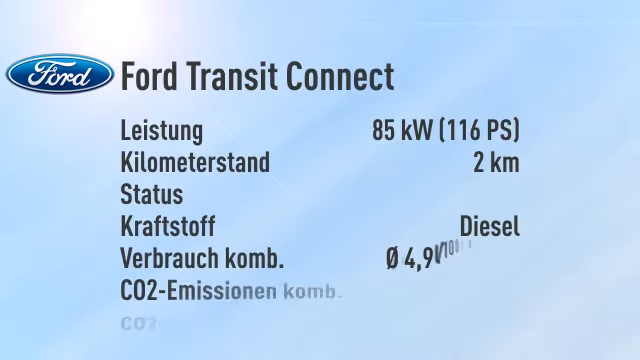 Ford
Ford Transit Connect
Leistung 85 kW (116 PS)
Kilometerstand 2 km
Status
Kraftstoff Diesel
Verbrauch komb. Ø 4,9
CO2-Emissionen komb.
CO2